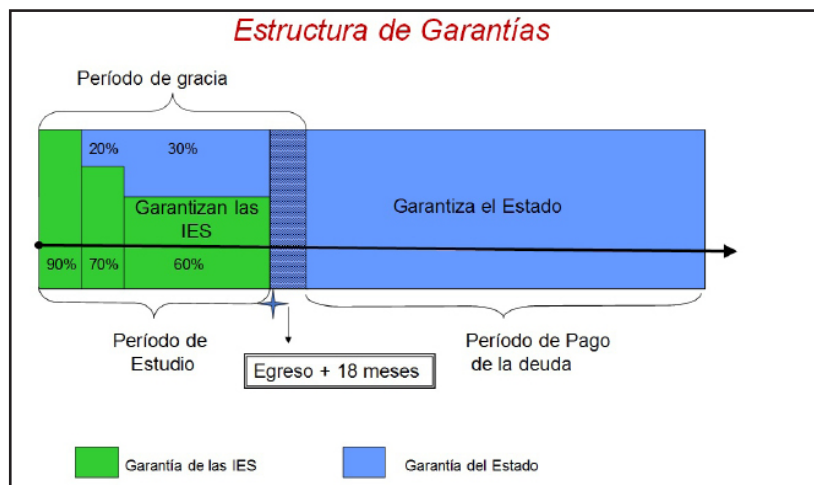 Estructura de Garantías
Período de gracia
20%
30%
Garantizan las
IES
Garantiza el Estado
90%
70%
60%
Período de
Estudio
Período de Pago
de la deuda
Egreso + 18 meses
Garantía de las IES
Garantía del Estado